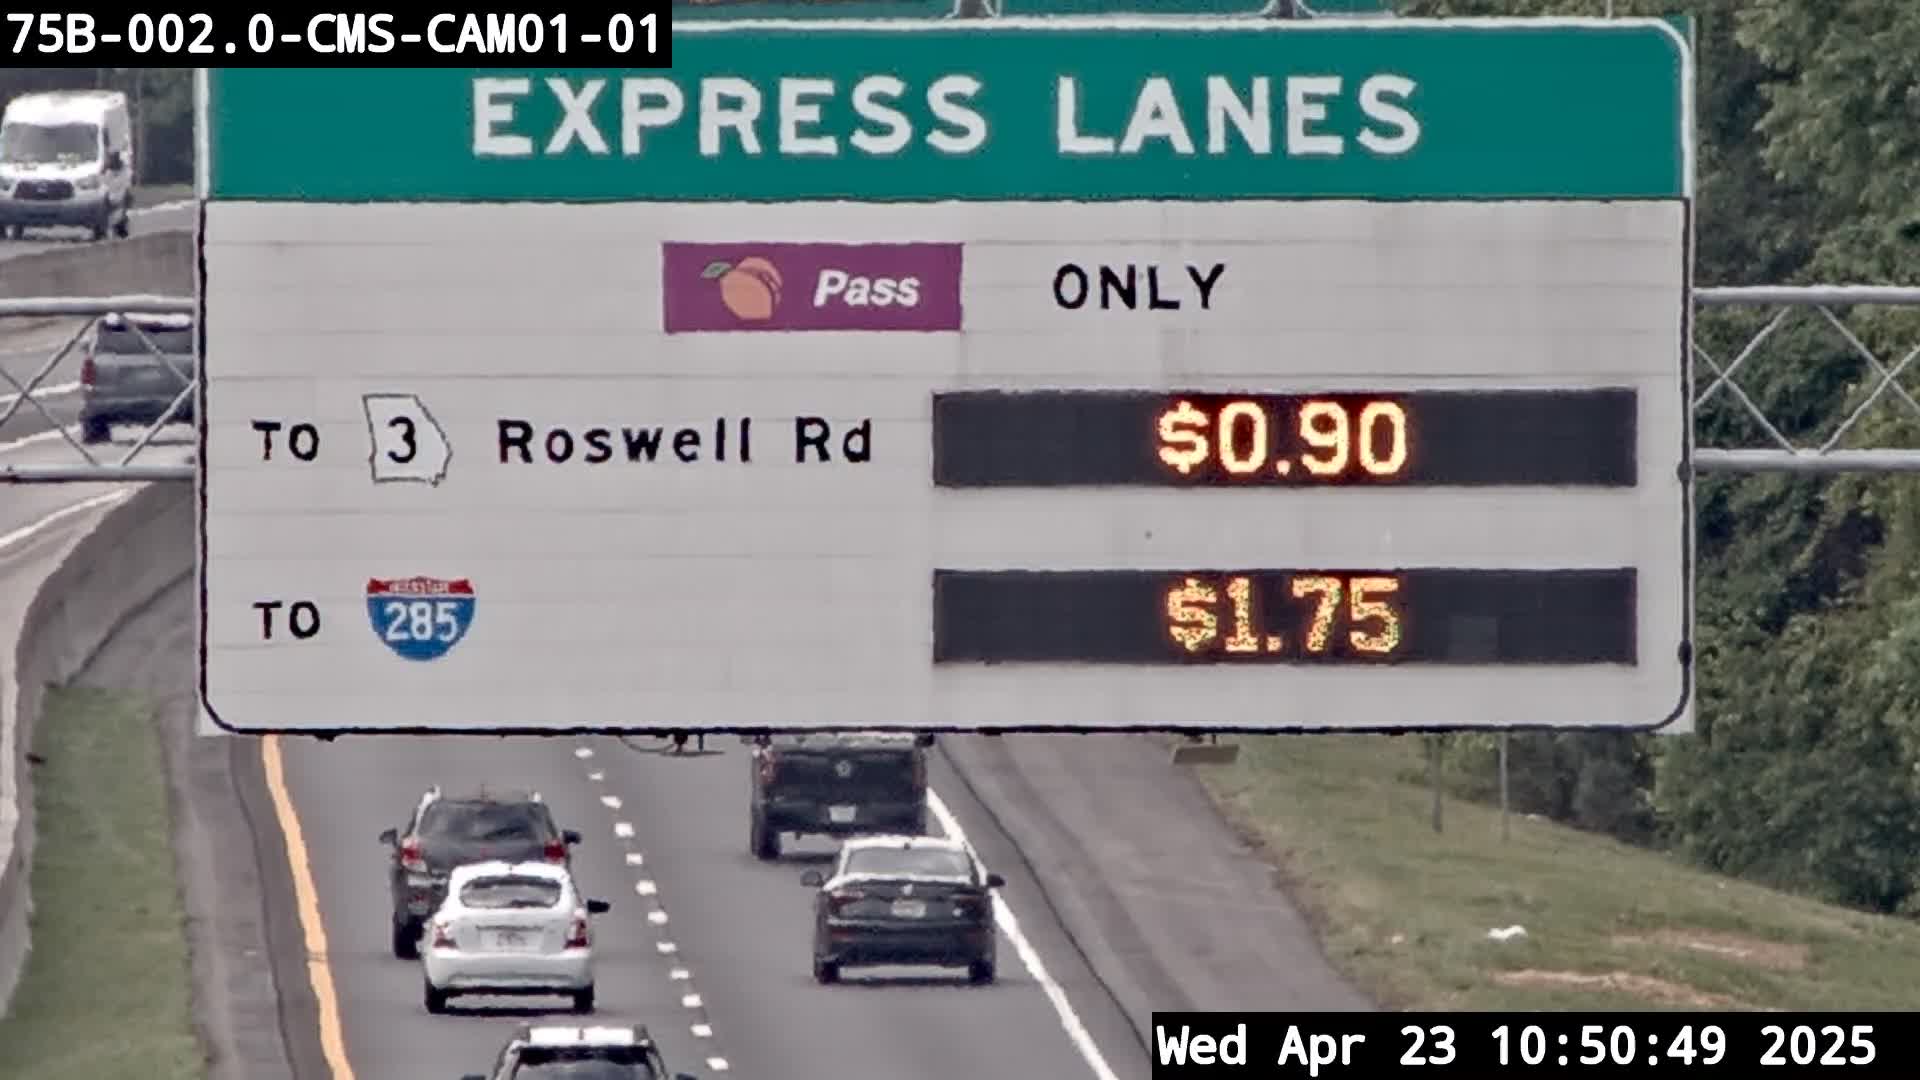 75B-002.0-CMS-CAM01-01
EXPRESS LANES
Pass ONLY
TO 3 Roswell Rd $0.90
INTERSTATE
TO 285 $1.75
Wed Apr 23 10:50:49 2025